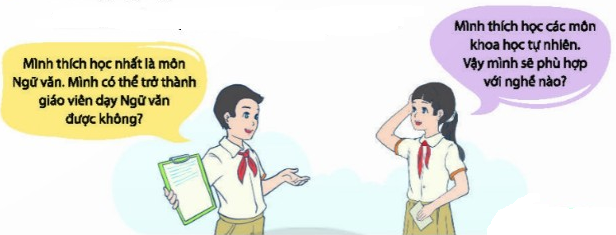 Mình thích học nhất là môn
Ngữ văn. Mình có thể trở thành
giáo viên dạy Ngữ văn
được không?
Mình thích học các môn
khoa học tự nhiên.
Vậy mình sẽ phù hợp
với nghề nào?